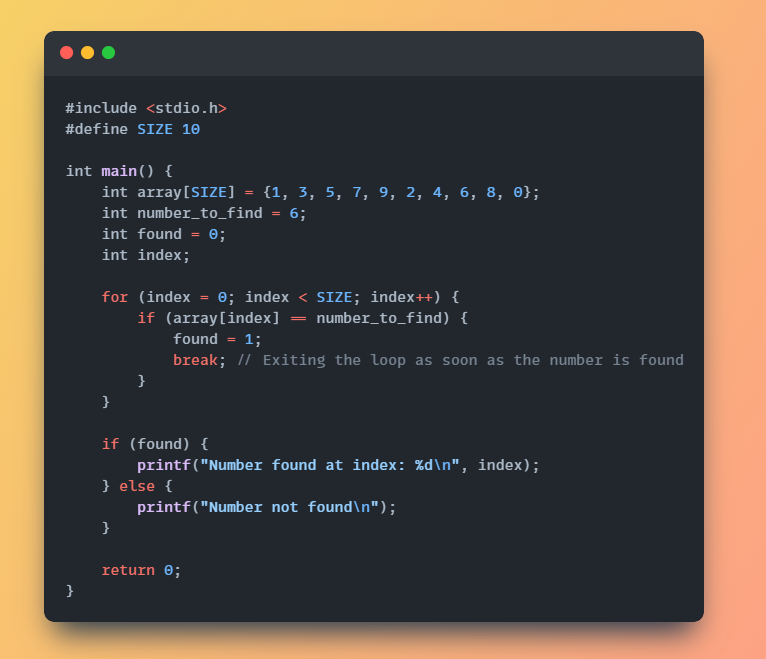 #include <stdio.h>
#define SIZE 10

int main() {
    int array[SIZE] = {1, 3, 5, 7, 9, 2, 4, 6, 8, 0};
    int number_to_find = 6;
    int found = 0;
    int index;

    for (index = 0; index < SIZE; index++) {
        if (array[index] == number_to_find) {
            found = 1;
            break; // Exiting the loop as soon as the number is found
        }
    }

    if (found) {
        printf("Number found at index: %d\n", index);
    } else {
        printf("Number not found\n");
    }

    return 0;
}